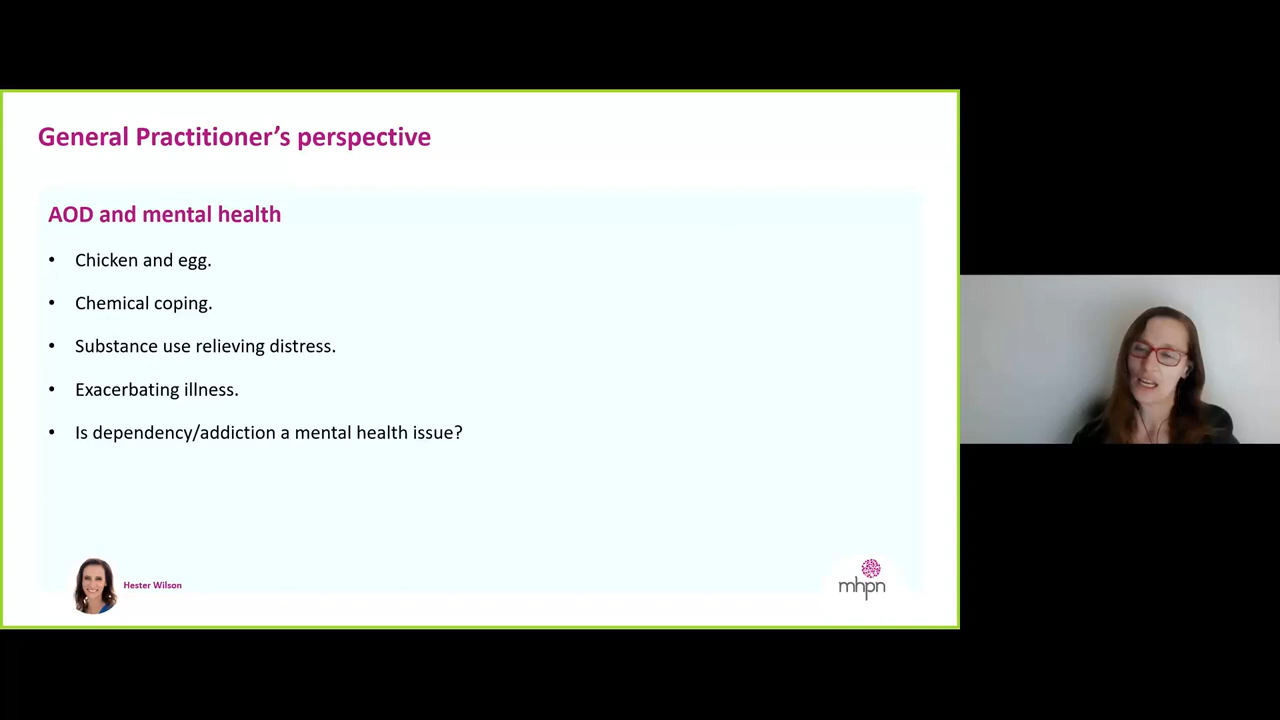 General Practitioner’s perspective
AOD and mental health
• Chicken and egg.
• Chemical coping.
• Substance use relieving distress.
• Exacerbating illness.
• Is dependency/addiction a mental health issue?
Hester Wilson
mhpn